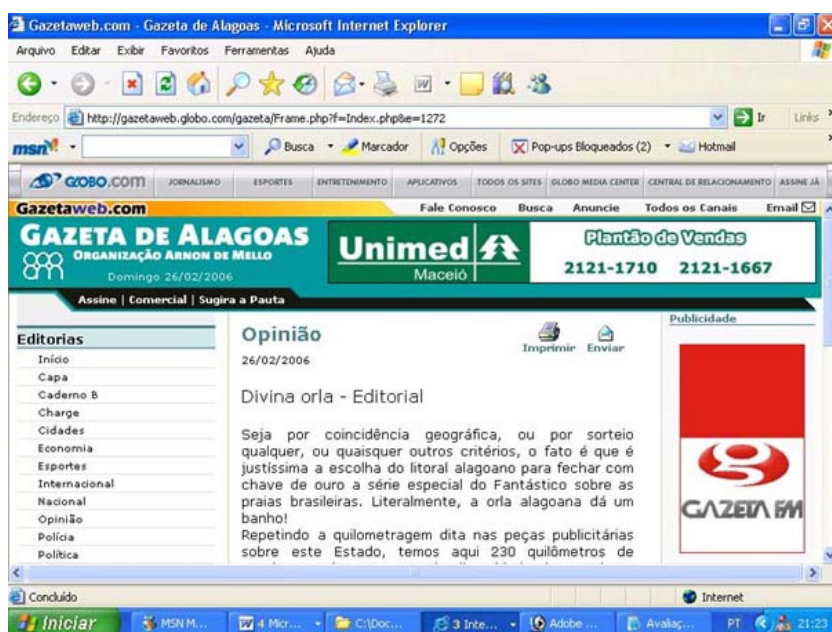 Gazetaweb.com - Gazeta de Alagoas - Microsoft Internet Explorer
Arquivo Editar Exibir Favoritos Ferramentas Ajuda
Endereço http://gazetaweb.globo.com/gazeta/Frame.php?f=Index.php&e=1272 Ir Links
msn Busca Marcador Opções Pop-ups Bloqueados (2) Hotmail
GLOBO.COM JORNALISMO ESPORTES ENTRETENIMENTO APLICATIVOS TODOS OS SITES GLOBO MEDIA CENTER CENTRAL DE RELACIONAMENTO ASSINE JÁ
Gazetaweb.com Fale Conosco Busca Anuncie Todos os Canais Email
GAZETA DE ALAGOAS
ORGANIZAÇÃO ARNON DE MELLO
Domingo 26/02/2006
Unimed
Maceió
Plantão de Vendas
2121-1710 2121-1667
Assine | Comercial | Sugira a Pauta
Editorias
Início
Capa
Caderno B
Charge
Cidades
Economia
Esportes
Internacional
Nacional
Opinião
Polícia
Política
Opinião
Imprimir Enviar
26/02/2006
Divina orla - Editorial
Seja por coincidência geográfica, ou por sorteio
qualquer, ou quaisquer outros critérios, o fato é que é
justíssima a escolha do litoral alagoano para fechar com
chave de ouro a série especial do Fantástico sobre as
praias brasileiras. Literalmente, a orla alagoana dá um
banho!
Repetindo a quilometragem dita nas peças publicitárias
sobre este Estado, temos aqui 230 quilômetros de
Publicidade
GAZETA FM
Concluído Internet
Iniciar MSN M... 4 Micr... C:\Doc... 3 Inte... Adobe ... Avaliaç... PT 21:23